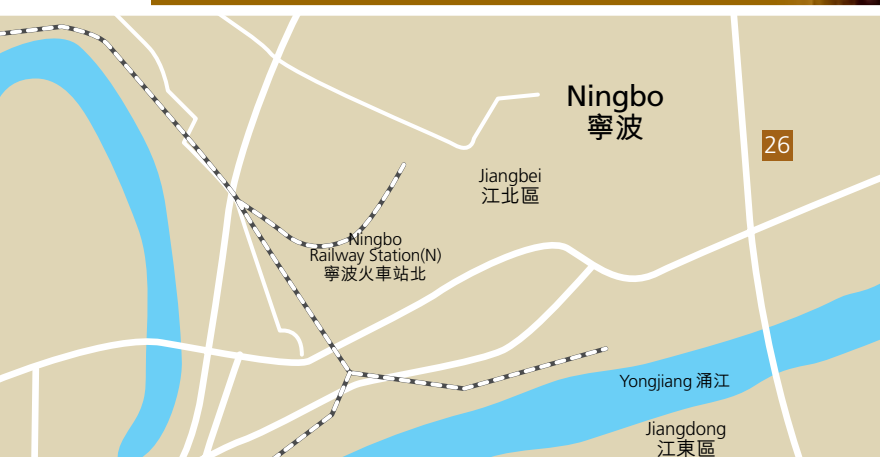 Ningbo
寧波
26
Jiangbei
江北區
Ningbo
Railway Station(N)
寧波火車站北
Yongjiang 涌江
Jiangdong
江東區